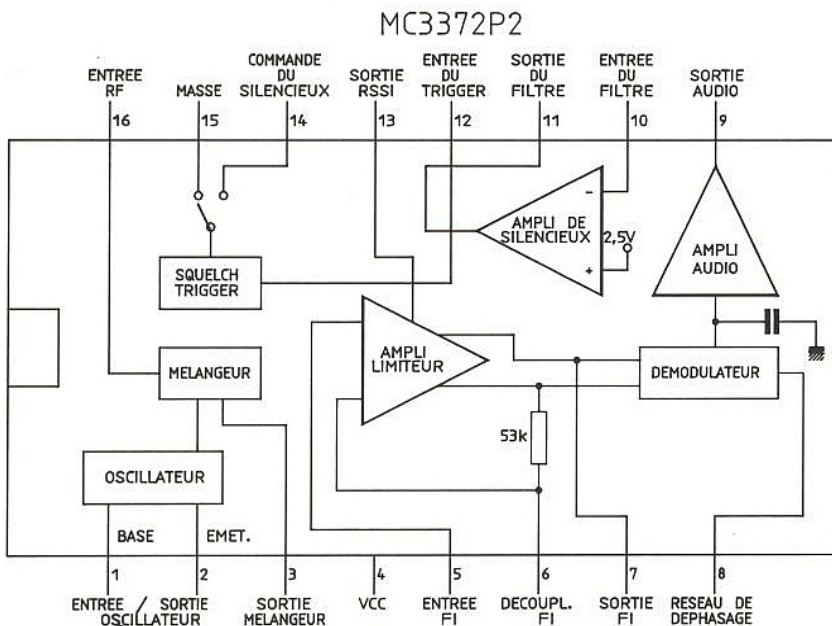 MC3372P2
ENTREE
RF
MASSE
COMMANDE
DU
SILENCIEUX
SORTIE
RSSI
ENTREE
DU
TRIGGER
SORTIE
DU
FILTRE
ENTREE
DU
FILTRE
SORTIE
AUDIO
16
15
14
13
12
11
10
9
SQUELCH
TRIGGER
AMPLI DE
SILENCIEUX
-
+
2,5V
AMPLI
AUDIO
MELANGEUR
AMPLI
LIMITEUR
DEMODULATEUR
53k
OSCILLATEUR
BASE
EMET.
1
2
3
4
5
6
7
8
ENTREE / SORTIE
OSCILLATEUR
SORTIE
MELANGEUR
VCC
ENTREE
FI
DECOUPL.
FI
SORTIE
FI
RESEAU DE
DEPHASAGE